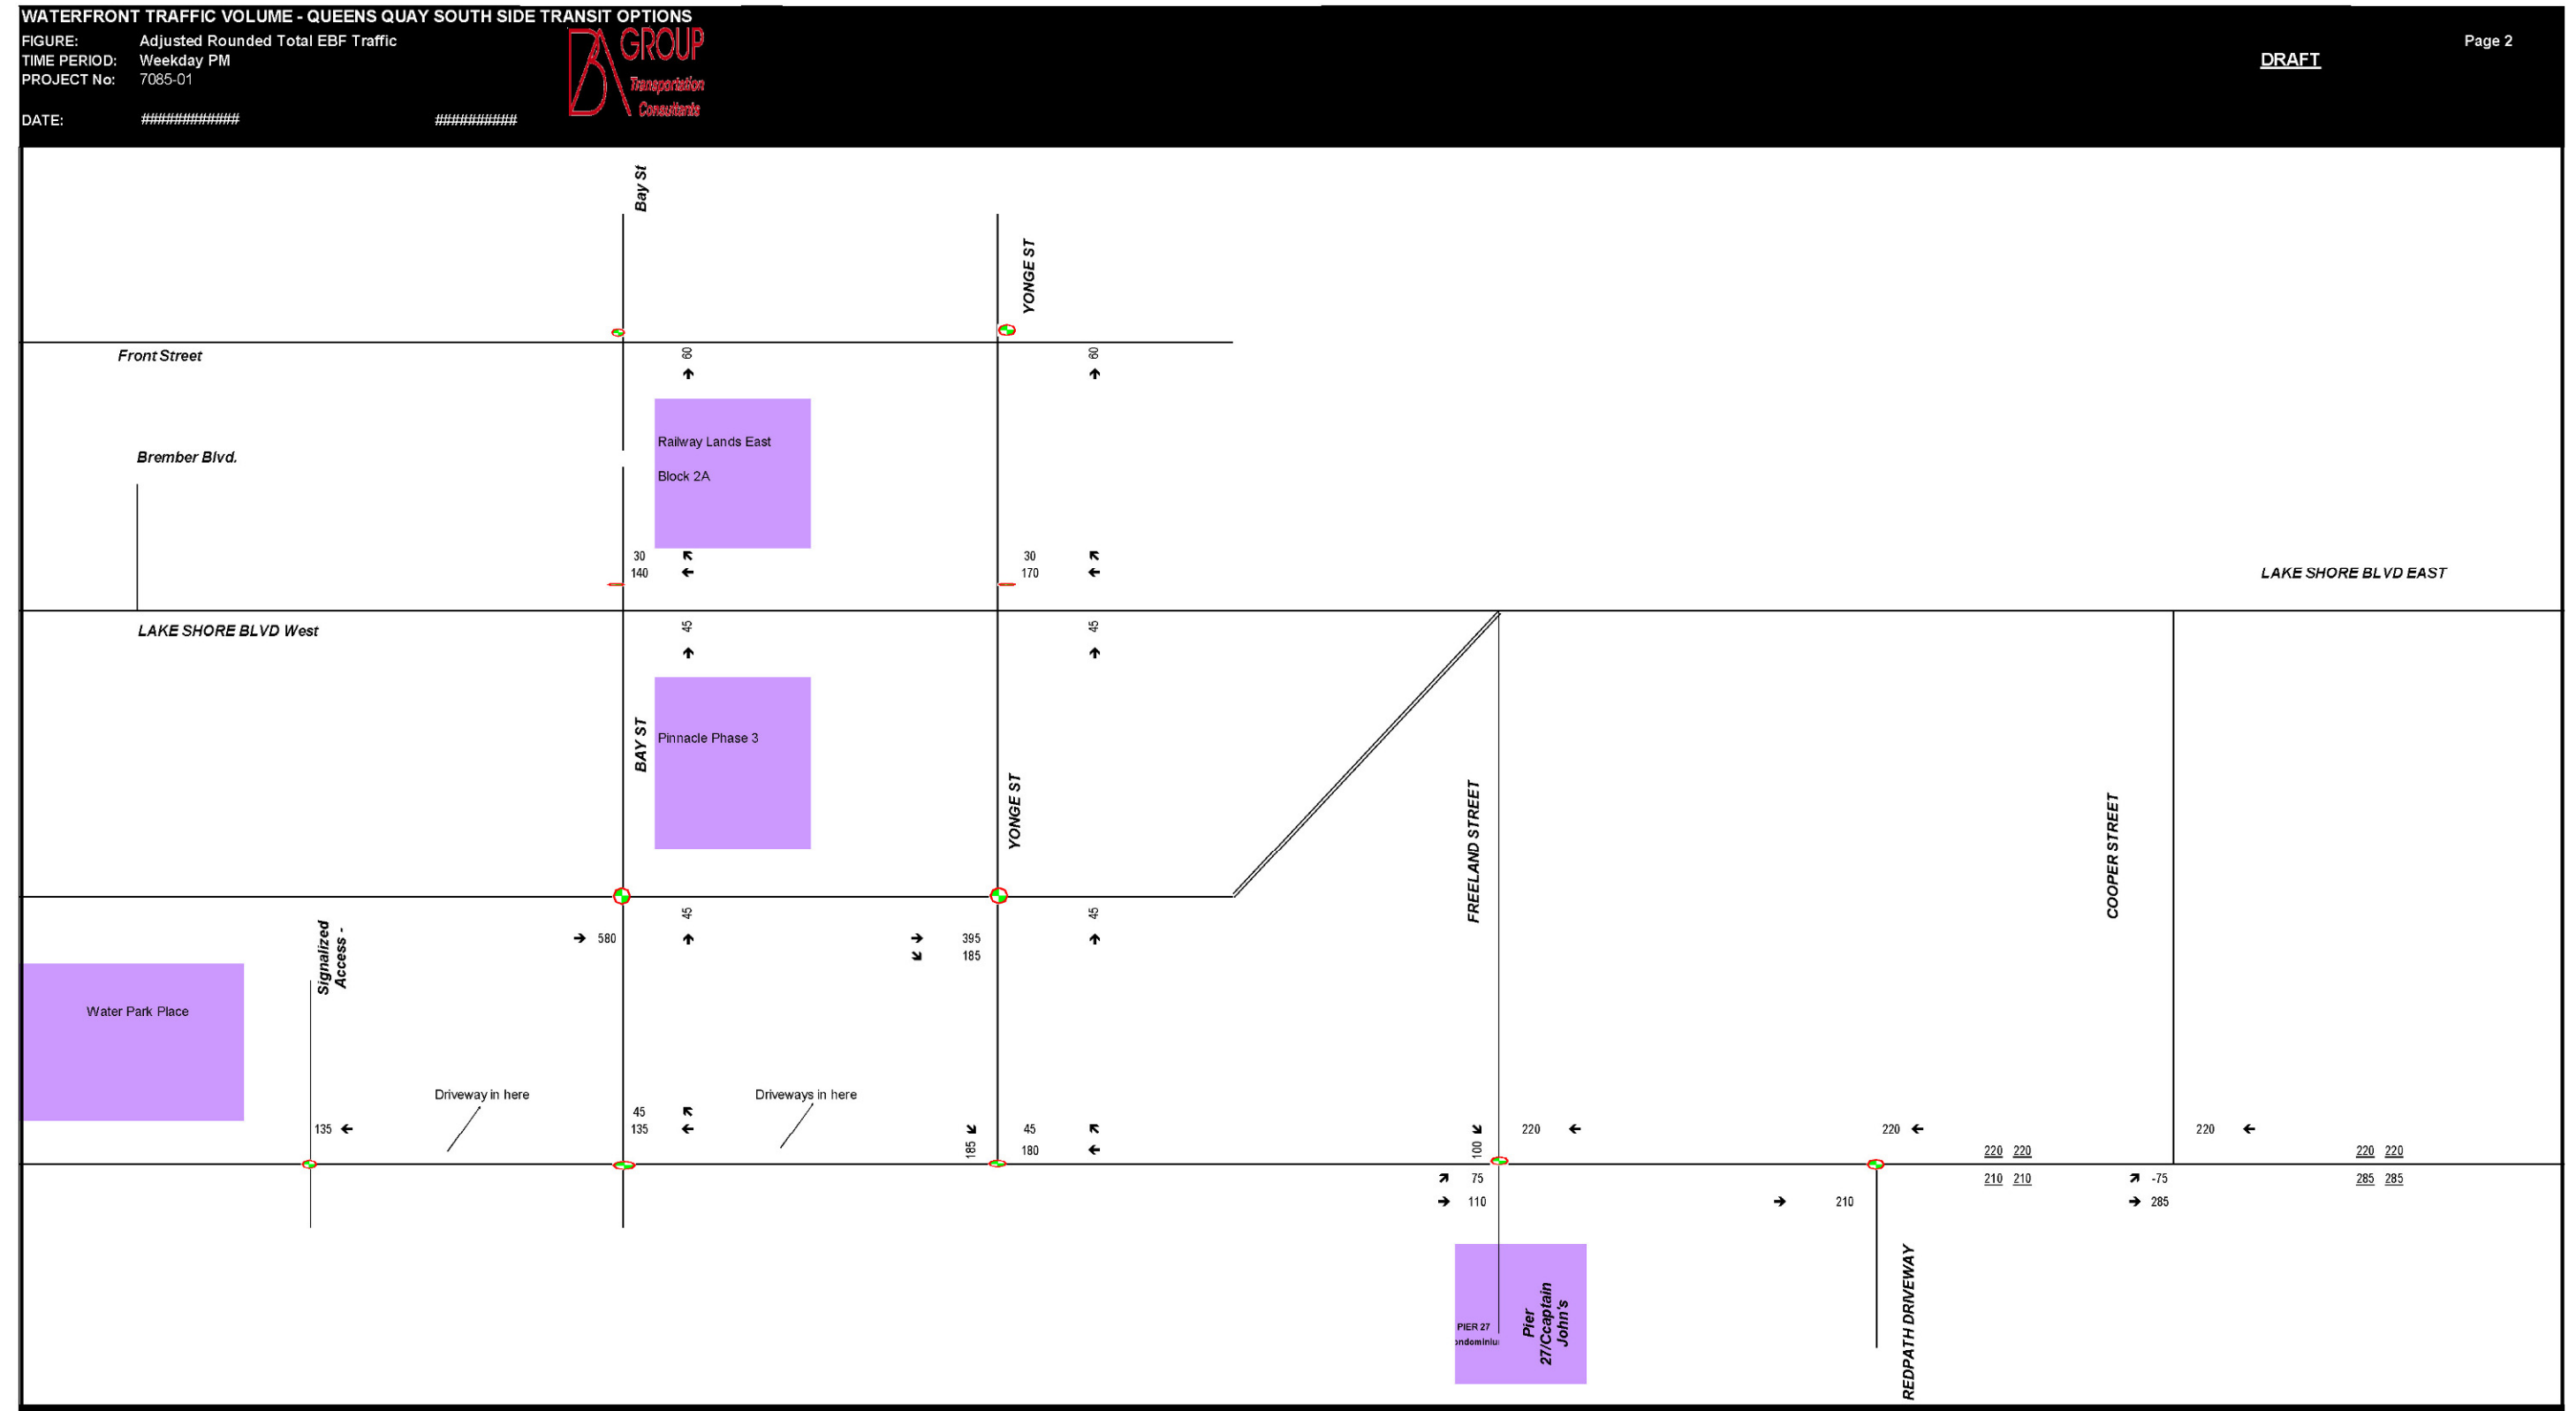 WATERFRONT TRAFFIC VOLUME - QUEENS QUAY SOUTH SIDE TRANSIT OPTIONS
FIGURE: Adjusted Rounded Total EBF Traffic
TIME PERIOD: Weekday PM
PROJECT No: 7085-01
DATE: ############ ##########
BA GROUP
Transportation
Consultants
DRAFT
Page 2
Bay St
YONGE ST
Front Street
60
60
Railway Lands East
Block 2A
Brember Blvd.
30
140
30
170
LAKE SHORE BLVD EAST
LAKE SHORE BLVD West
45
45
BAY ST
Pinnacle Phase 3
YONGE ST
FREELAND STREET
COOPER STREET
45
45
580
395
185
Signalized
Access -
Water Park Place
Driveway in here
Driveways in here
135
45
135
185
45
180
100
220
220
220
220 220
220 220
75
110
210
210 210
-75
285
285 285
PIER 27
ondominiu
Pier
27/Ccaptain
John's
REDPATH DRIVEWAY